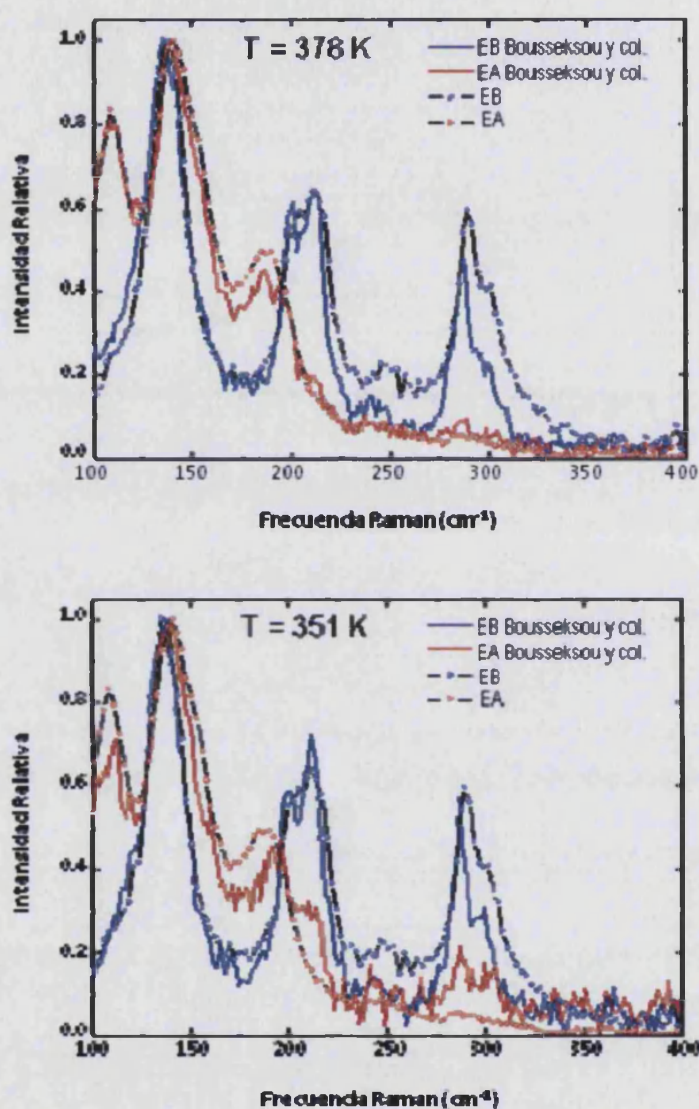 T = 378 K
EB Bousseksou y col.
EA Bousseksou y col.
EB
EA
Intensidad Relativa
1.0
0.8
0.6
0.4
0.2
0.0
100 150 200 250 300 350 400
Frecuencia Raman (cm⁻¹)
T = 351 K
EB Bousseksou y col.
EA Bousseksou y col.
EB
EA
Intensidad Relativa
1.0
0.8
0.6
0.4
0.2
0.0
100 150 200 250 300 350 400
Frecuencia Raman (cm⁻¹)